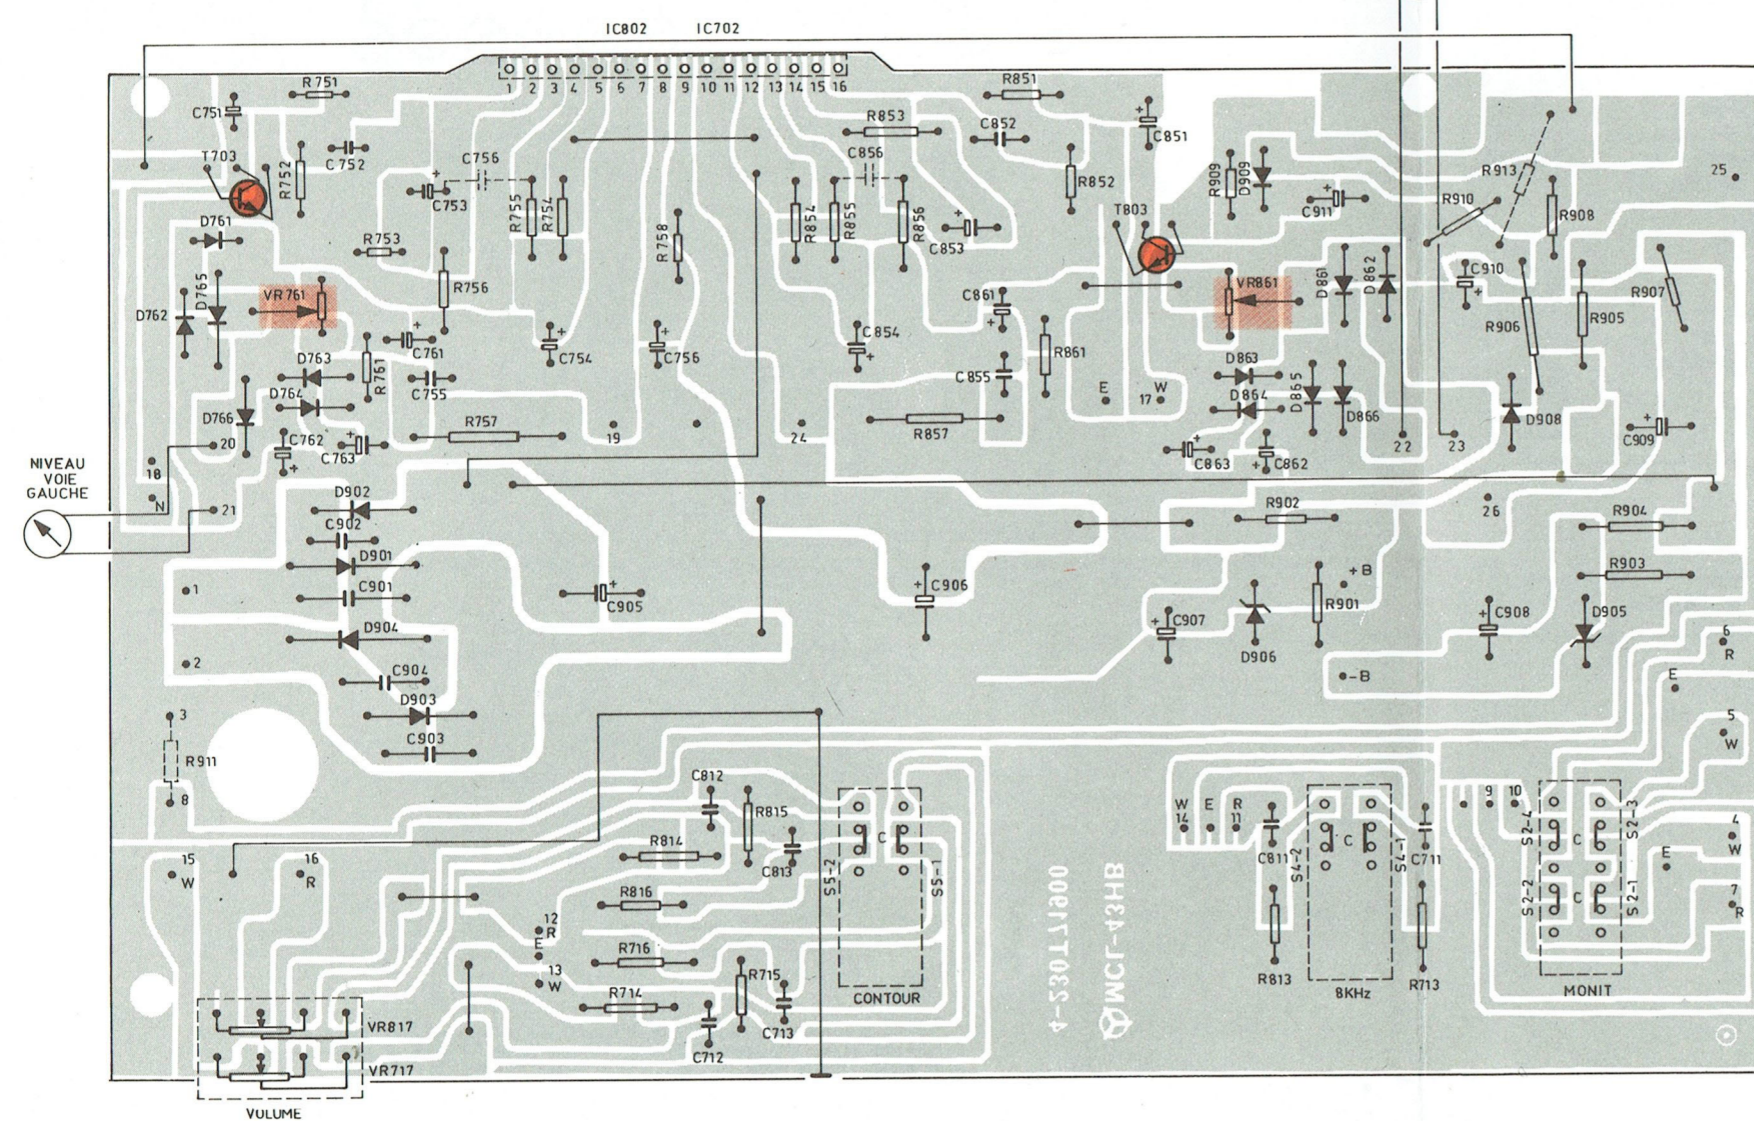 IC802 IC702
1 2 3 4 5 6 7 8 9 10 11 12 13 14 15 16
R751
C751
C752
T703
R752
C756
C753
R755
R754
R758
R853
C856
R854
R855
R856
C852
C853
R851
R852
C851
T803
R909
D909
C911
R913
R910
R908
25
D761
D765
D762
VR761
R753
R756
C761
R761
C755
D763
D764
D766
20
C762
C763
R757
C754
C756
19
24
C854
C861
C855
R861
R857
E
17 W
VR861
D861
D862
D863
D864
D865
D866
C863
C862
22
23
C910
R906
R905
R907
D908
C909
NIVEAU
VOIE
GAUCHE
18
N
21
D902
C902
D901
C901
D904
C904
D903
C903
1
2
3
R911
8
C905
C906
R902
26
R904
R903
+B
R901
D906
C907
-B
C908
D905
6
R
E
5
W
C812
R815
R814
C813
R816
15
W
16
R
12
R
E
13
W
R716
R714
R715
C713
C712
S5-2
C
S5-1
CONTOUR
4-230T71900
MCL-43HB
W E R
14 11
C811
S4-2
C
S4-1
C711
R813
8KHz
R713
9 10
S2-4
C
S2-3
S2-2
C
S2-1
MONIT
4
W
E
7
R
VR817
VR717
VOLUME